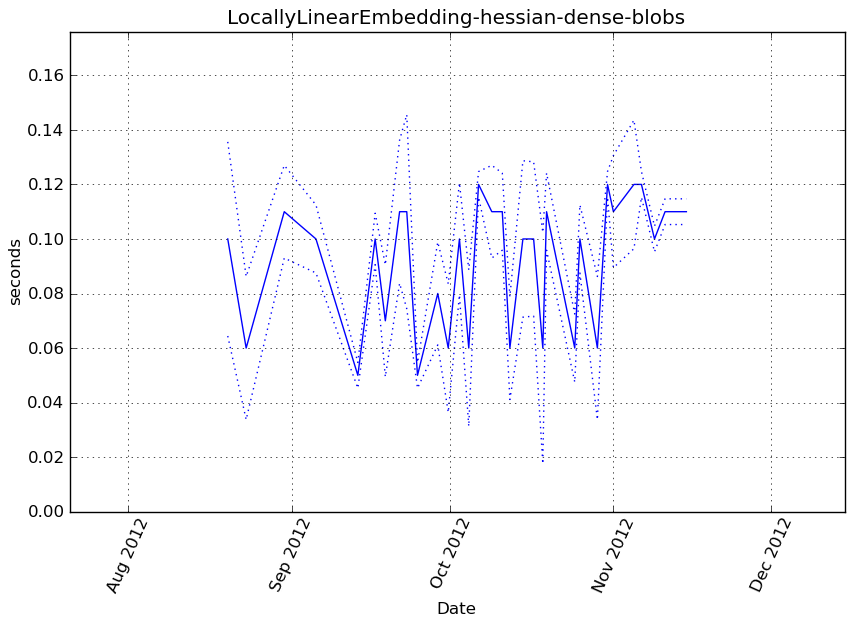 LocallyLinearEmbedding-hessian-dense-blobs
seconds
0.16
0.14
0.12
0.10
0.08
0.06
0.04
0.02
0.00
Aug 2012
Sep 2012
Oct 2012
Nov 2012
Dec 2012
Date